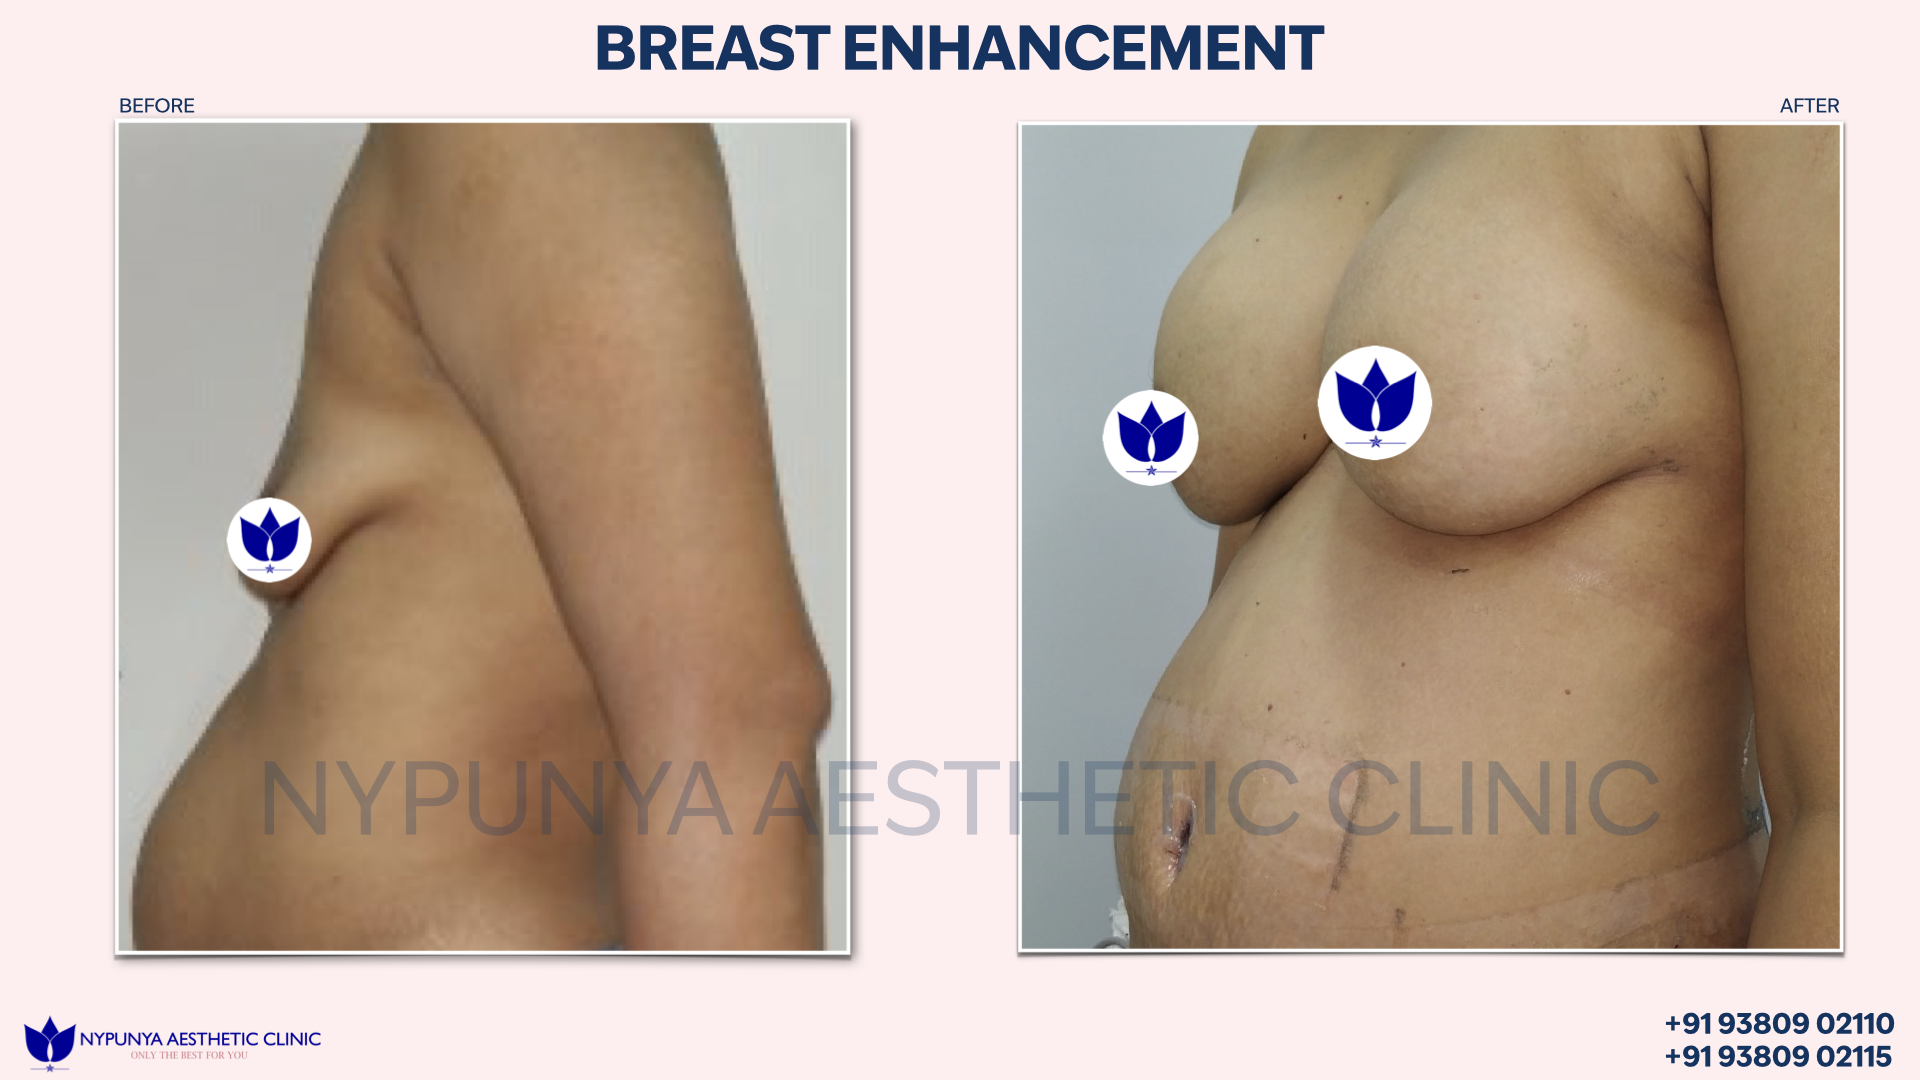 BREAST ENHANCEMENT
BEFORE
AFTER
NYPUNYA AESTHETIC CLINIC
NYPUNYA AESTHETIC CLINIC
ONLY THE BEST FOR YOU
+91 93809 02110
+91 93809 02115